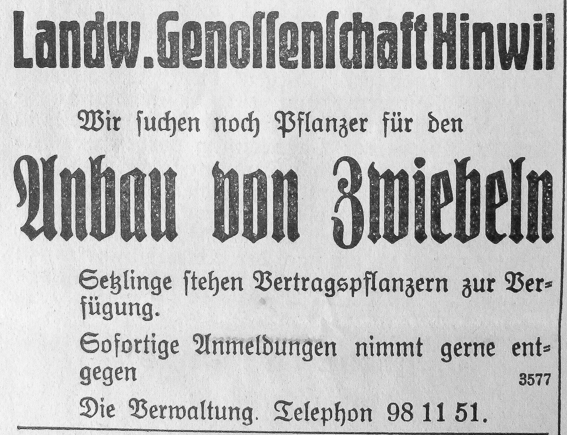 Landw. Genossenschaft Hinwil
Wir suchen noch Pflanzer für den
Anbau von Zwiebeln
Setzlinge stehen Vertragspflanzern zur Ver-
fügung.
Sofortige Anmeldungen nimmt gerne ent-
gegen 3577
Die Verwaltung. Telephon 98 11 51.